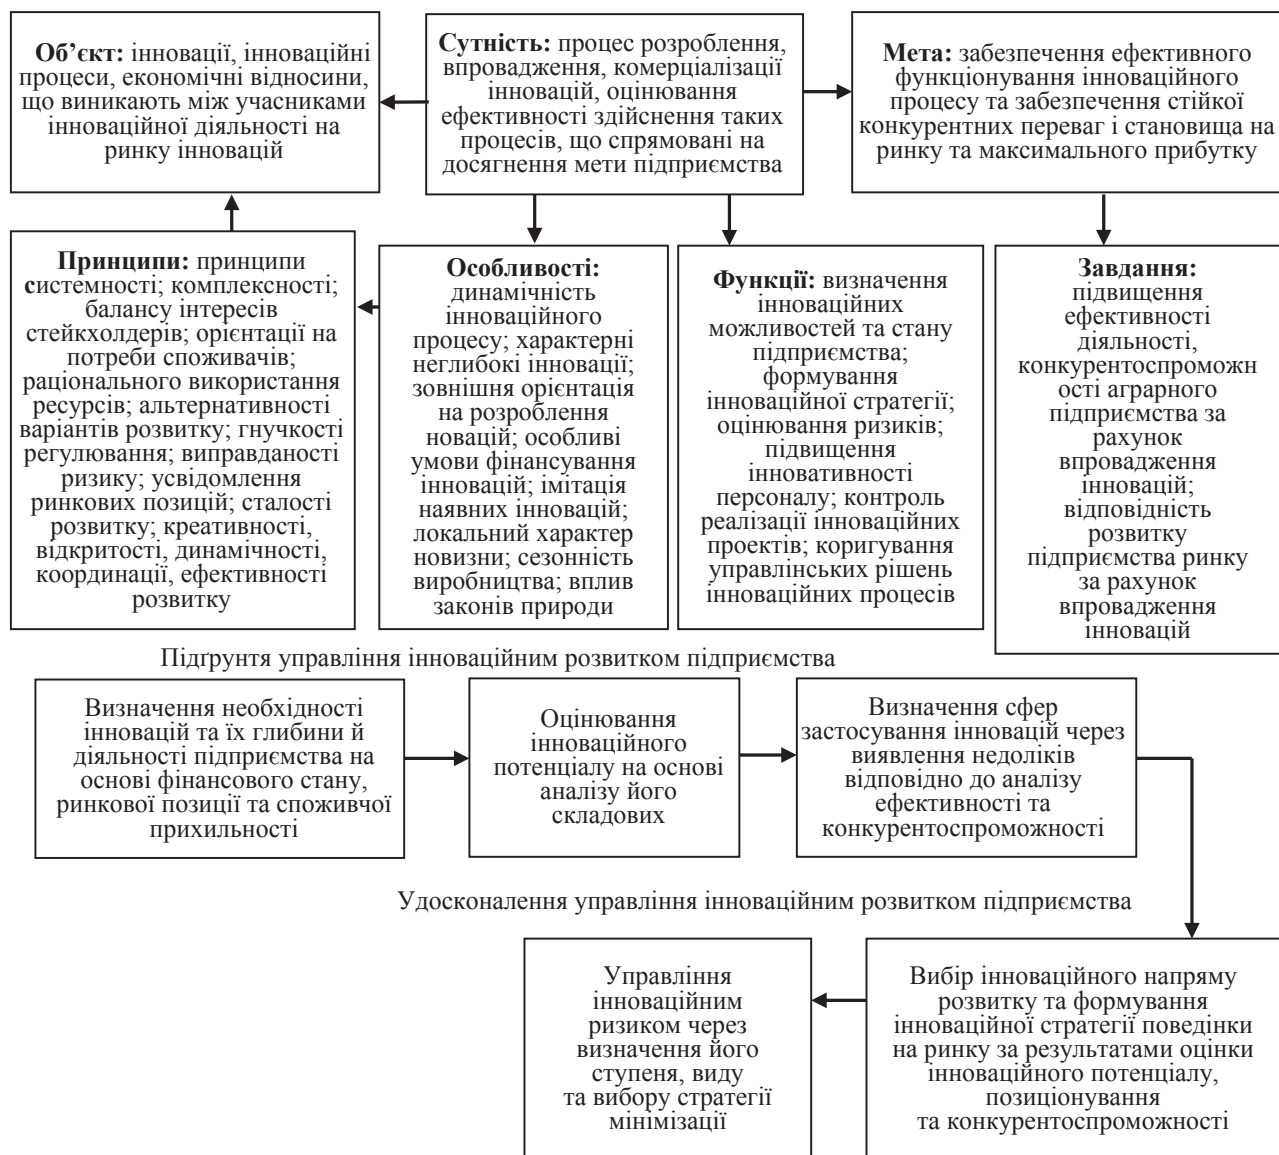 Об’єкт: інновації, інноваційні
процеси, економічні відносини,
що виникають між учасниками
інноваційної діяльності на
ринку інновацій
Сутність: процес розроблення,
впровадження, комерціалізації
інновацій, оцінювання
ефективності здійснення таких
процесів, що спрямовані на
досягнення мети підприємства
Мета: забезпечення ефективного
функціонування інноваційного
процесу та забезпечення стійкої
конкурентних переваг і становища на
ринку та максимального прибутку
Принципи: принципи
системності; комплексності;
балансу інтересів
стейкхолдерів; орієнтації на
потреби споживачів;
раціонального використання
ресурсів; альтернативності
варіантів розвитку; гнучкості
регулювання; виправданості
ризику; усвідомлення
ринкових позицій; сталості
розвитку; креативності,
відкритості, динамічності,
координації, ефективності
розвитку
Особливості:
динамічність
інноваційного
процесу; характерні
неглибокі інновації;
зовнішня орієнтація
на розроблення
новацій; особливі
умови фінансування
інновацій; імітація
наявних інновацій;
локальний характер
новизни; сезонність
виробництва; вплив
законів природи
Функції: визначення
інноваційних
можливостей та стану
підприємства;
формування
інноваційної стратегії;
оцінювання ризиків;
підвищення
інновативності
персоналу; контроль
реалізації інноваційних
проектів; коригування
управлінських рішень
інноваційних процесів
Завдання:
підвищення
ефективності
діяльності,
конкурентоспроможн
ості аграрного
підприємства за
рахунок
впровадження
інновацій;
відповідність
розвитку
підприємства ринку
за рахунок
впровадження
інновацій
Підґрунтя управління інноваційним розвитком підприємства
Визначення необхідності
інновацій та їх глибини й
діяльності підприємства на
основі фінансового стану,
ринкової позиції та споживчої
прихильності
Оцінювання
інноваційного
потенціалу на основі
аналізу його
складових
Визначення сфер
застосування інновацій через
виявлення недоліків
відповідно до аналізу
ефективності та
конкурентоспроможності
Удосконалення управління інноваційним розвитком підприємства
Управління
інноваційним
ризиком через
визначення його
ступеня, виду
та вибору стратегії
мінімізації
Вибір інноваційного напряму
розвитку та формування
інноваційної стратегії поведінки
на ринку за результатами оцінки
інноваційного потенціалу,
позиціонування
та конкурентоспроможності